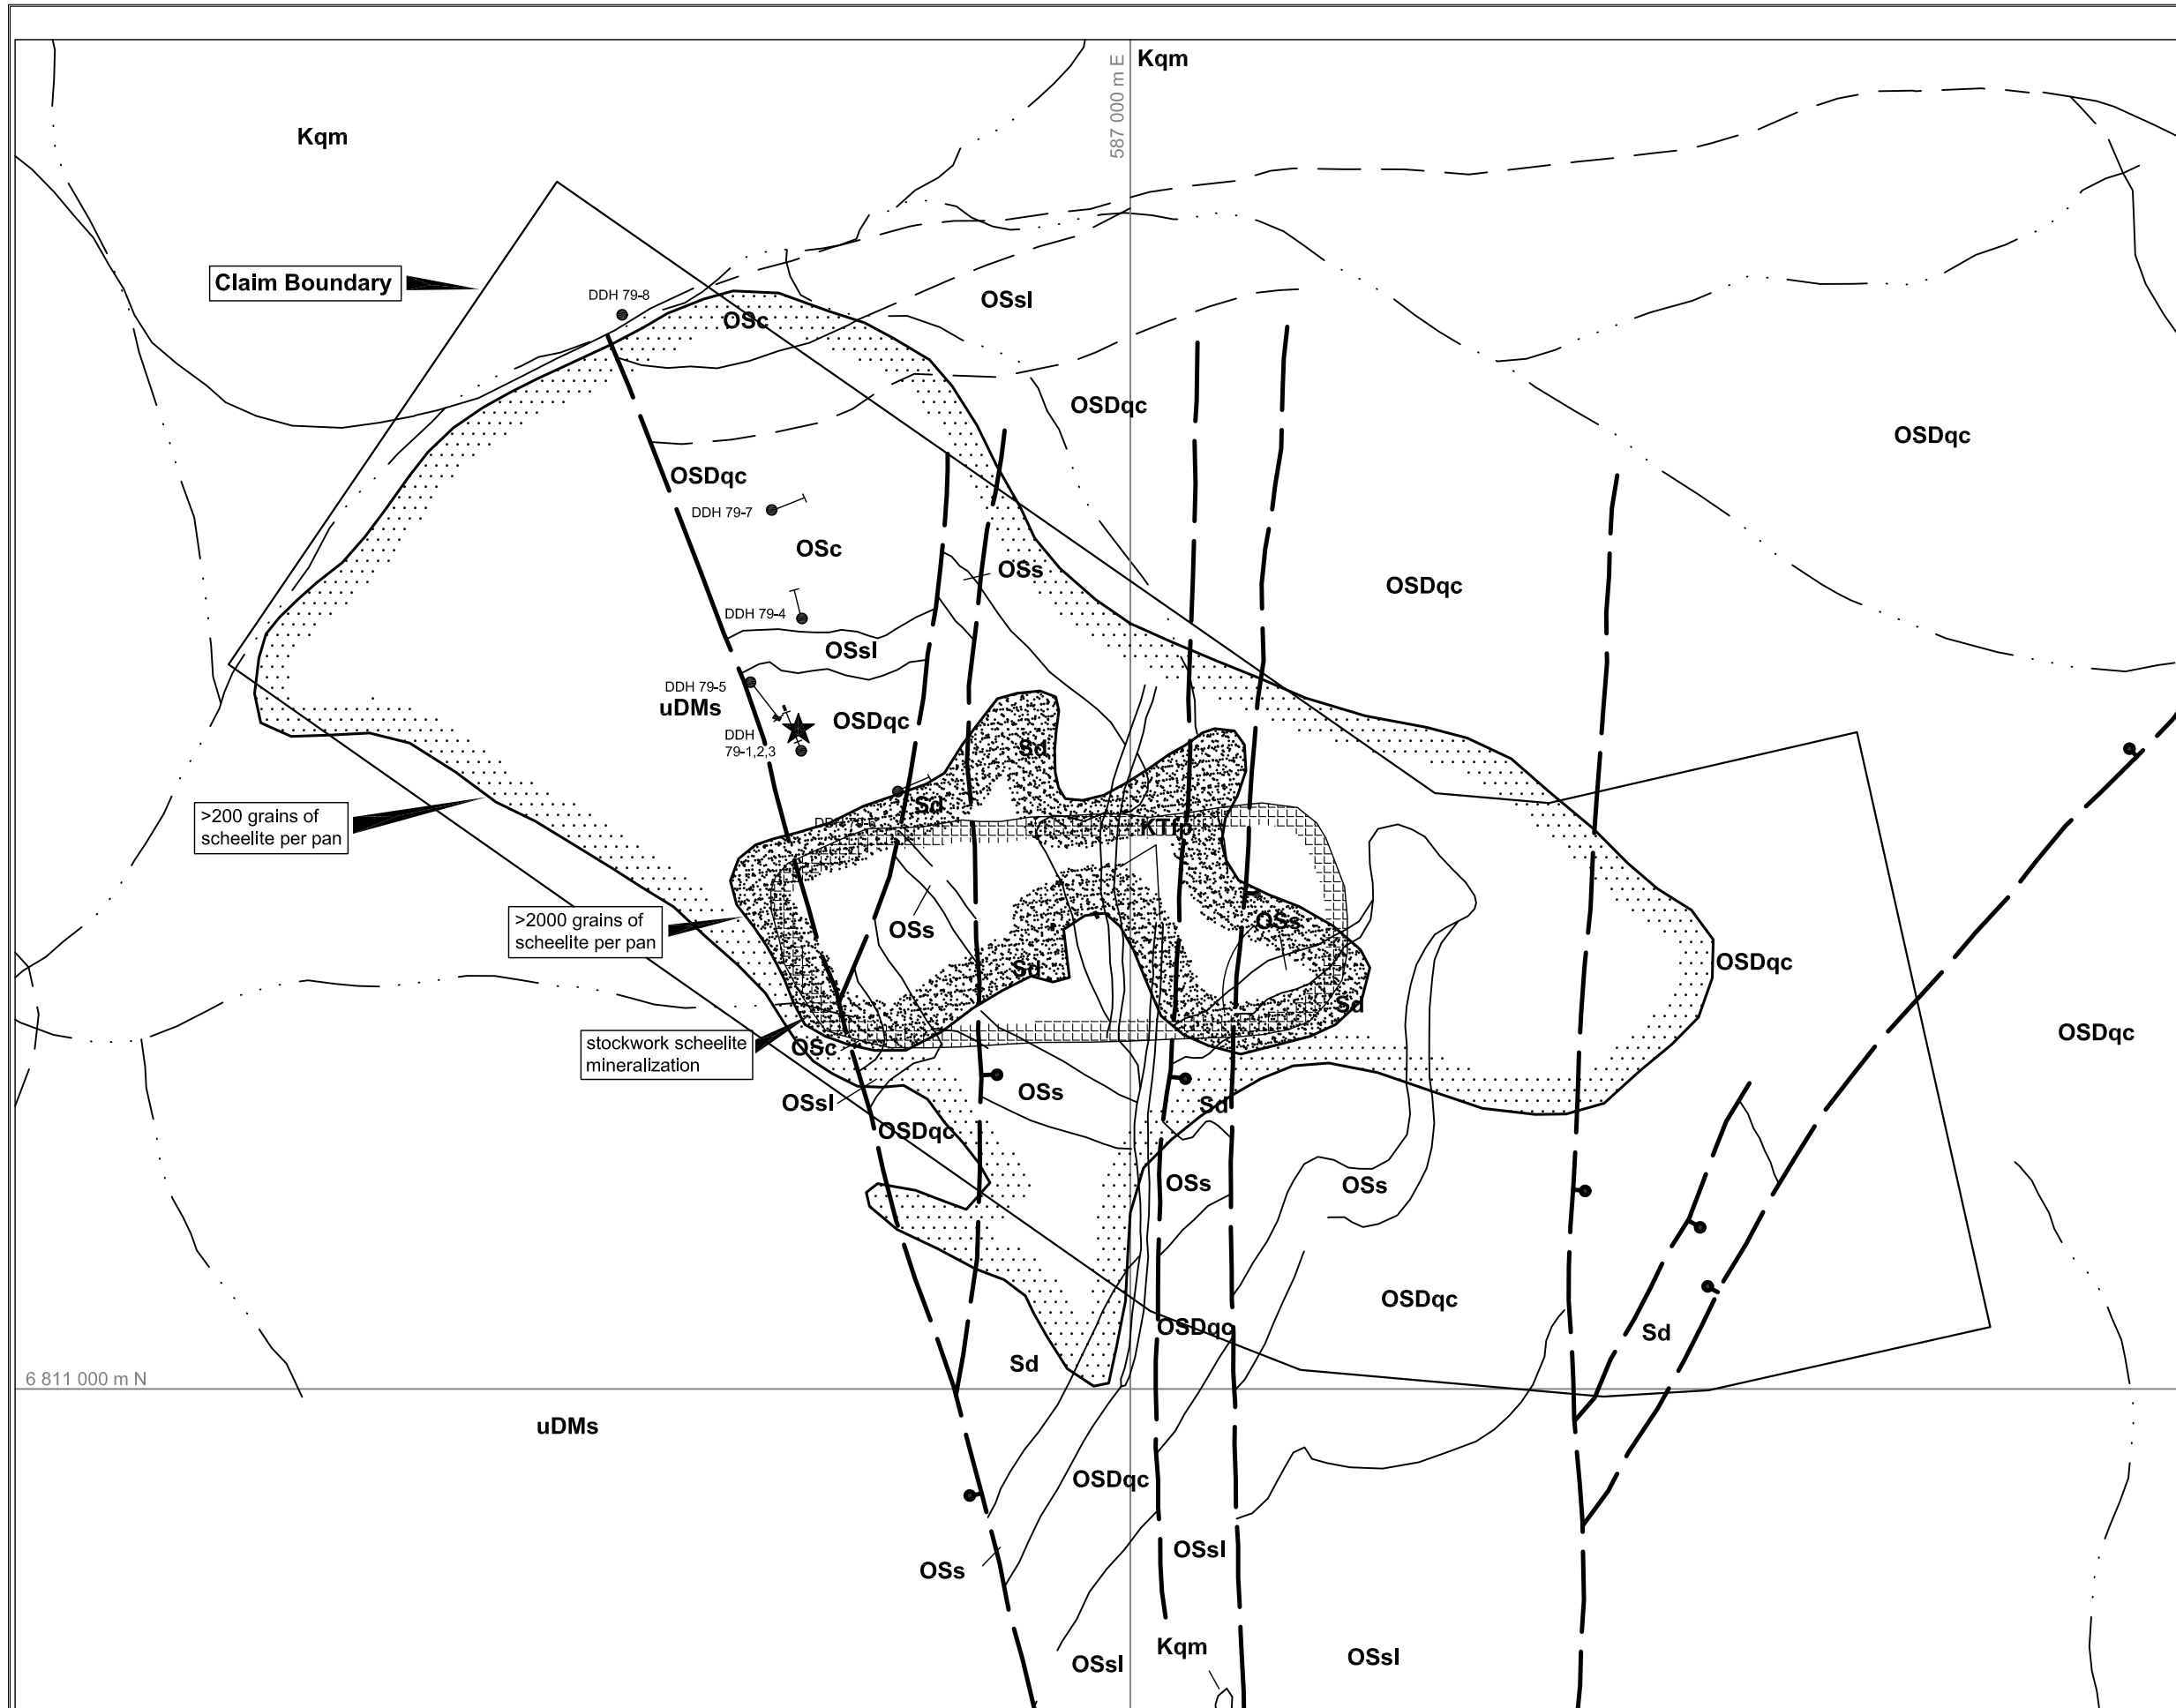 Kqm
587 000 m E
Kqm
Claim Boundary
DDH 79-8
OSsl
OSc
OSDqc
OSDqc
OSDqc
DDH 79-7
OSc
OSs
OSDqc
DDH 79-4
OSsl
DDH 79-5
uDMs
OSDqc
DDH
79-1,2,3
Sd
Sd
>200 grains of
scheelite per pan
KTfp
>2000 grains of
scheelite per pan
OSs
OSs
Sd
OSDqc
Sd
OSDqc
stockwork scheelite
mineralization
OSc
OSs
OSsl
Sd
OSDqc
OSs
OSs
OSDqc
OSDqc
Sd
Sd
6 811 000 m N
uDMs
OSDqc
OSsl
OSs
Kqm
OSsl
OSsl